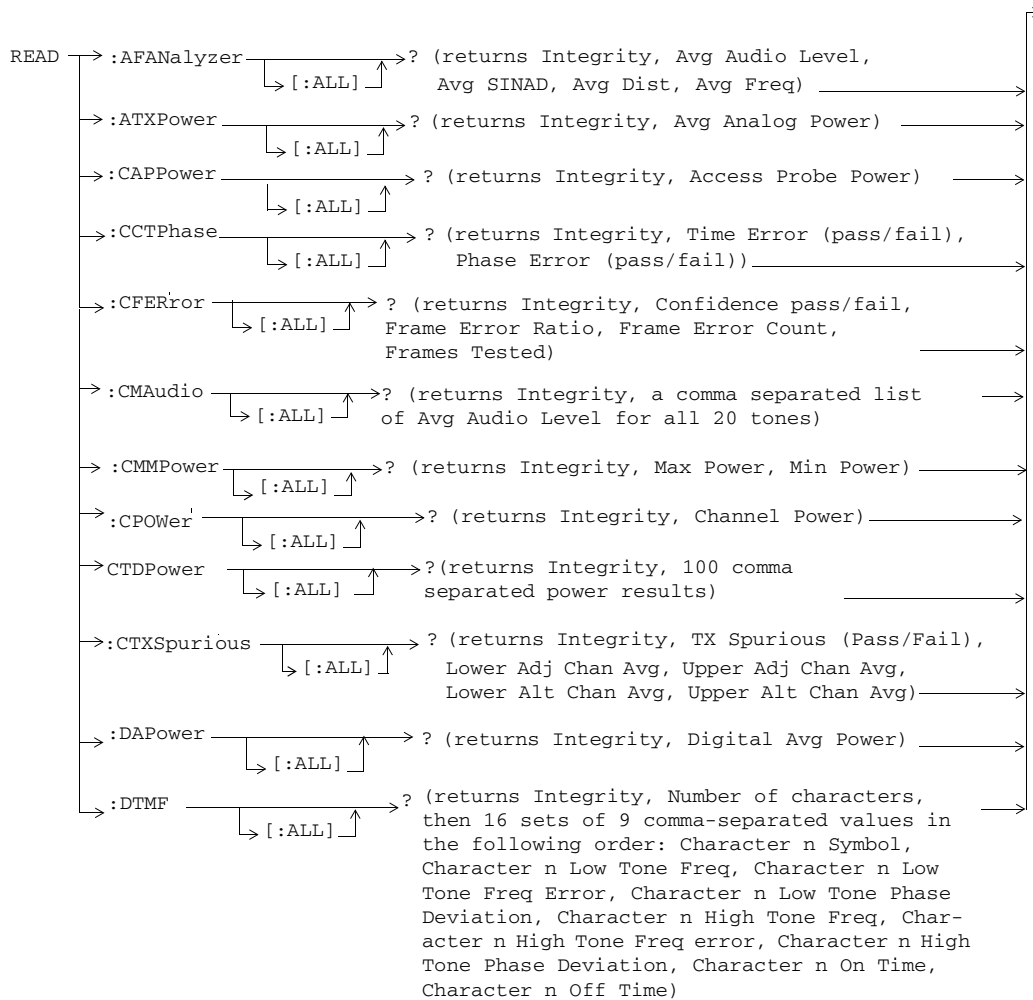 READ :AFANalyzer ? (returns Integrity, Avg Audio Level,
[:ALL] Avg SINAD, Avg Dist, Avg Freq)
:ATXPower ? (returns Integrity, Avg Analog Power)
[:ALL]
:CAPPower ? (returns Integrity, Access Probe Power)
[:ALL]
:CCTPhase ? (returns Integrity, Time Error (pass/fail),
[:ALL] Phase Error (pass/fail))
:CFERror ? (returns Integrity, Confidence pass/fail,
[:ALL] Frame Error Ratio, Frame Error Count,
Frames Tested)
:CMAudio ? (returns Integrity, a comma separated list
[:ALL] of Avg Audio Level for all 20 tones)
:CMMPower ? (returns Integrity, Max Power, Min Power)
[:ALL]
:CPOWer ? (returns Integrity, Channel Power)
[:ALL]
CTDPower ?(returns Integrity, 100 comma
[:ALL] separated power results)
:CTXSpurious ? (returns Integrity, TX Spurious (Pass/Fail),
[:ALL] Lower Adj Chan Avg, Upper Adj Chan Avg,
Lower Alt Chan Avg, Upper Alt Chan Avg)
:DAPower ? (returns Integrity, Digital Avg Power)
[:ALL]
:DTMF ? (returns Integrity, Number of characters,
[:ALL] then 16 sets of 9 comma-separated values in
the following order: Character n Symbol,
Character n Low Tone Freq, Character n Low
Tone Freq Error, Character n Low Tone Phase
Deviation, Character n High Tone Freq, Char-
acter n High Tone Freq error, Character n High
Tone Phase Deviation, Character n On Time,
Character n Off Time)